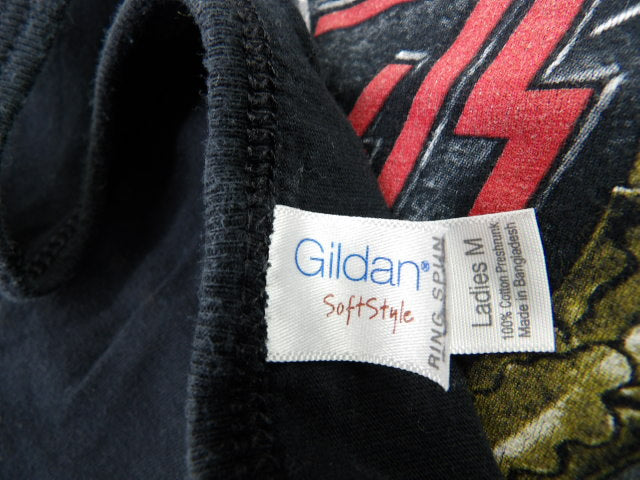 Gildan®
SoftStyle
RING SPUN
Ladies M
100% Cotton Preshrunk
Made in Bangladesh